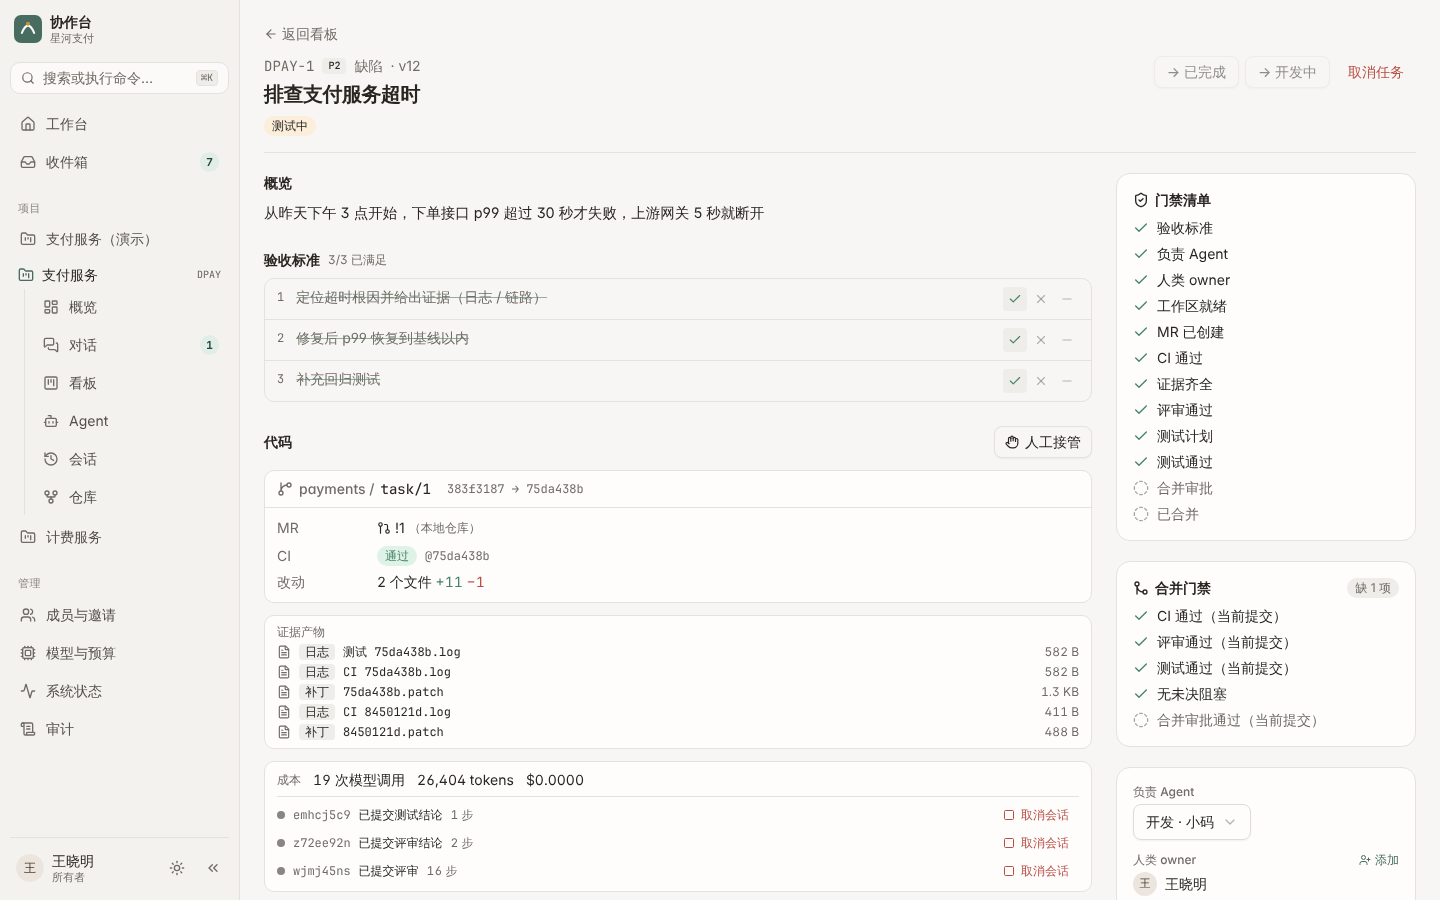 协作台
星河支付
搜索或执行命令... ⌘K
工作台
收件箱 7
项目
支付服务（演示）
支付服务 DPAY
概览
对话 1
看板
Agent
会话
仓库
计费服务
管理
成员与邀请
模型与预算
系统状态
审计
王 王晓明
所有者
← 返回看板
DPAY-1 P2 缺陷 · v12
排查支付服务超时
测试中
→ 已完成 → 开发中 取消任务
概览
从昨天下午 3 点开始，下单接口 p99 超过 30 秒才失败，上游网关 5 秒就断开
验收标准 3/3 已满足
1 定位超时根因并给出证据（日志 / 链路）
2 修复后 p99 恢复到基线以内
3 补充回归测试
代码 人工接管
payments / task/1 383f3187 → 75da438b
MR !1 （本地仓库）
CI 通过 @75da438b
改动 2 个文件 +11 −1
证据产物
日志 测试 75da438b.log 582 B
日志 CI 75da438b.log 582 B
补丁 75da438b.patch 1.3 KB
日志 CI 8450121d.log 411 B
补丁 8450121d.patch 488 B
成本 19 次模型调用 26,404 tokens $0.0000
emhcj5c9 已提交测试结论 1 步 取消会话
z72ee92n 已提交评审结论 2 步 取消会话
wjmj45ns 已提交评审 16 步 取消会话
门禁清单
验收标准
负责 Agent
人类 owner
工作区就绪
MR 已创建
CI 通过
证据齐全
评审通过
测试计划
测试通过
合并审批
已合并
合并门禁 缺 1 项
CI 通过（当前提交）
评审通过（当前提交）
测试通过（当前提交）
无未决阻塞
合并审批通过（当前提交）
负责 Agent
开发 · 小码
人类 owner 添加
王 王晓明